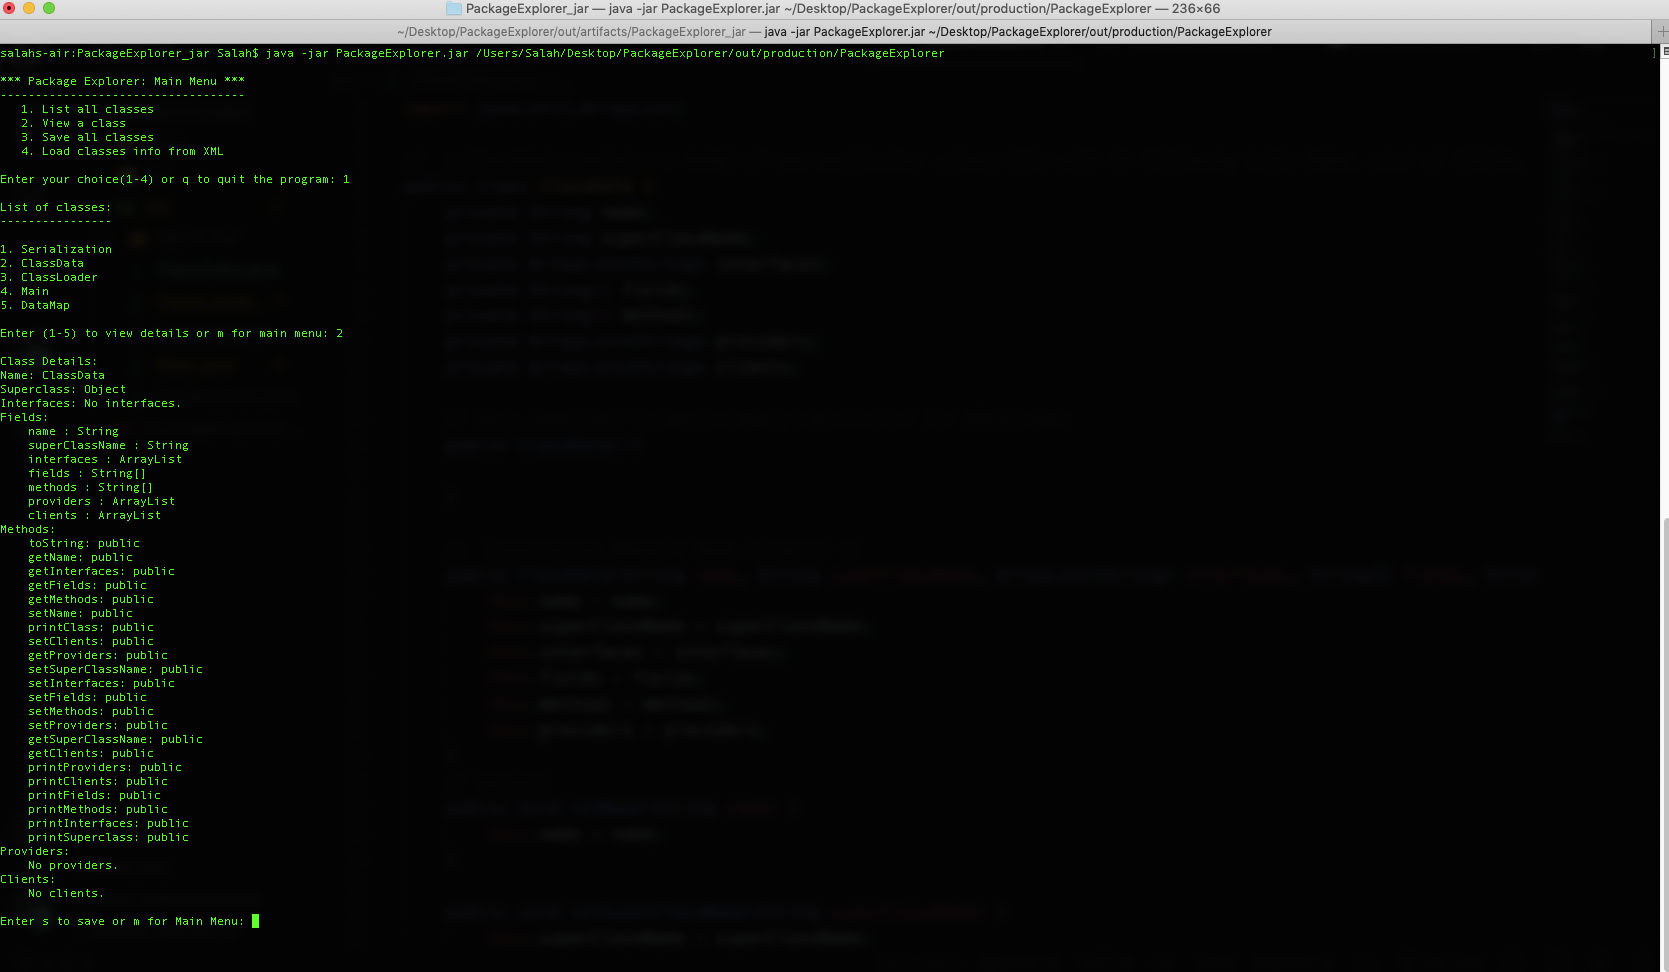 PackageExplorer_jar — java -jar PackageExplorer.jar ~/Desktop/PackageExplorer/out/production/PackageExplorer — 236×66
~/Desktop/PackageExplorer/out/artifacts/PackageExplorer_jar — java -jar PackageExplorer.jar ~/Desktop/PackageExplorer/out/production/PackageExplorer
salahs-air:PackageExplorer_jar Salah$ java -jar PackageExplorer.jar /Users/Salah/Desktop/PackageExplorer/out/production/PackageExplorer
*** Package Explorer: Main Menu ***
-----------------------------------
1. List all classes
2. View a class
3. Save all classes
4. Load classes info from XML
Enter your choice(1-4) or q to quit the program: 1
List of classes:
----------------
1. Serialization
2. ClassData
3. ClassLoader
4. Main
5. DataMap
Enter (1-5) to view details or m for main menu: 2
Class Details:
Name: ClassData
Superclass: Object
Interfaces: No interfaces.
Fields:
name : String
superClassName : String
interfaces : ArrayList
fields : String[]
methods : String[]
providers : ArrayList
clients : ArrayList
Methods:
toString: public
getName: public
getInterfaces: public
getFields: public
getMethods: public
setName: public
printClass: public
setClients: public
getProviders: public
setSuperClassName: public
setInterfaces: public
setFields: public
setMethods: public
setProviders: public
getSuperClassName: public
getClients: public
printProviders: public
printClients: public
printFields: public
printMethods: public
printInterfaces: public
printSuperclass: public
Providers:
No providers.
Clients:
No clients.
Enter s to save or m for Main Menu: